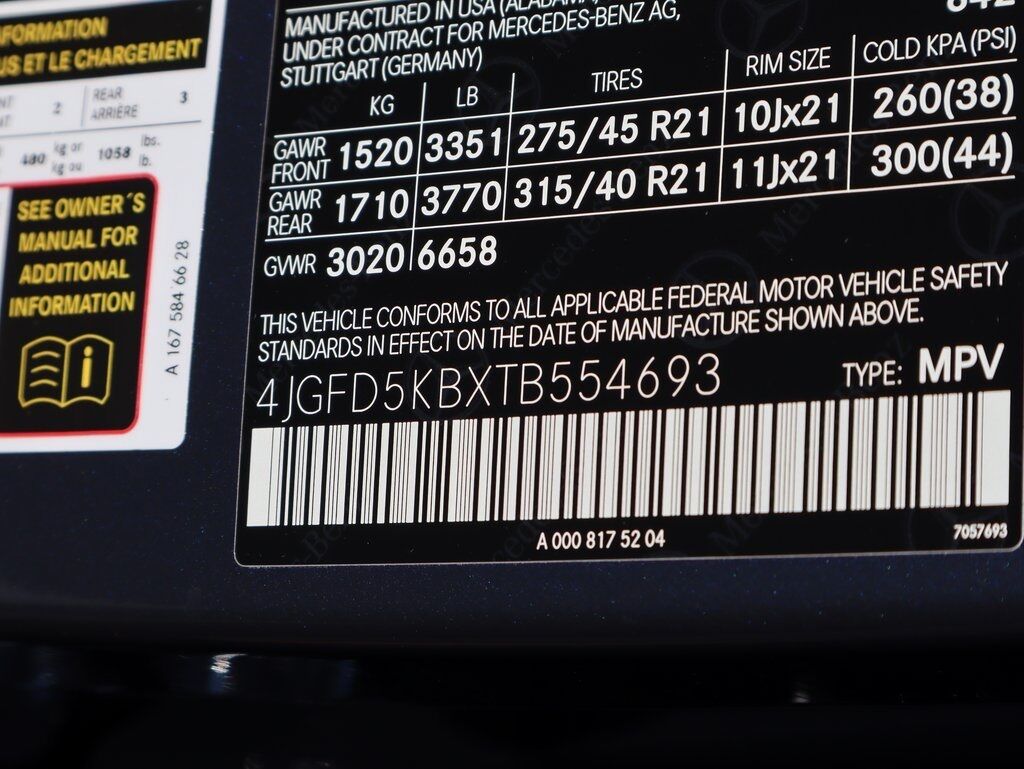 FORMATION
US ET LE CHARGEMENT
2 REAR ARRIÈRE 3
480 kg or kg ou 1058 lbs. lb.
SEE OWNER´S
MANUAL FOR
ADDITIONAL
INFORMATION
i
A 167 584 66 28
MANUFACTURED IN USA (ALABAMA)
UNDER CONTRACT FOR MERCEDES-BENZ AG,
STUTTGART (GERMANY)
KG LB TIRES RIM SIZE COLD KPA (PSI)
GAWR FRONT 1520 3351 275/45 R21 10Jx21 260(38)
GAWR REAR 1710 3770 315/40 R21 11Jx21 300(44)
GVWR 3020 6658
THIS VEHICLE CONFORMS TO ALL APPLICABLE FEDERAL MOTOR VEHICLE SAFETY
STANDARDS IN EFFECT ON THE DATE OF MANUFACTURE SHOWN ABOVE.
4JGFD5KBXTB554693 TYPE: MPV
A 000 817 52 04 7057693